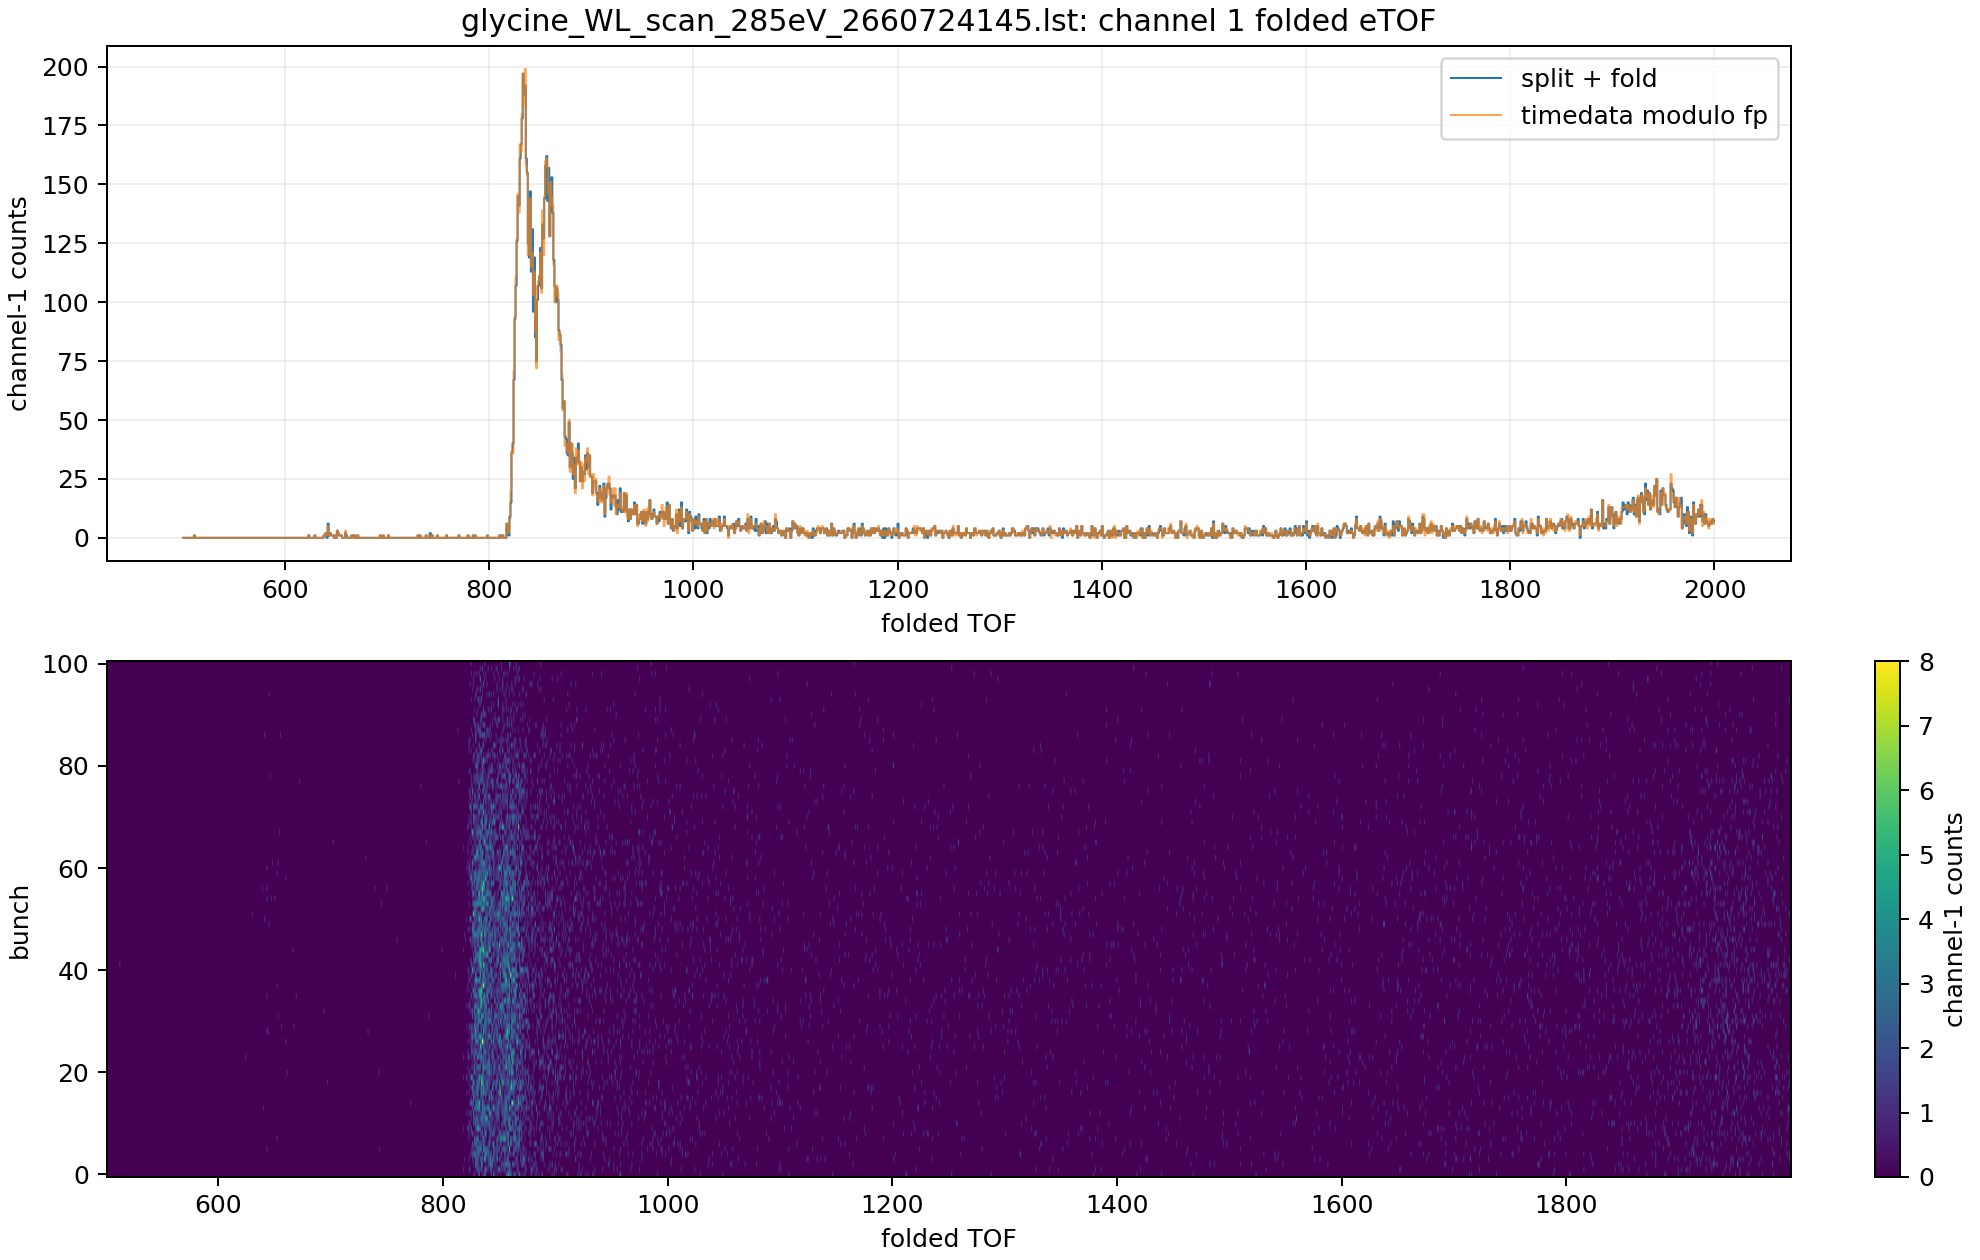 glycine_WL_scan_285eV_2660724145.lst: channel 1 folded eTOF
split + fold
timedata modulo fp
channel-1 counts
200
175
150
125
100
75
50
25
0
600 800 1000 1200 1400 1600 1800 2000
folded TOF
bunch
100
80
60
40
20
0
600 800 1000 1200 1400 1600 1800
folded TOF
8
7
6
5
4
3
2
1
0
channel-1 counts